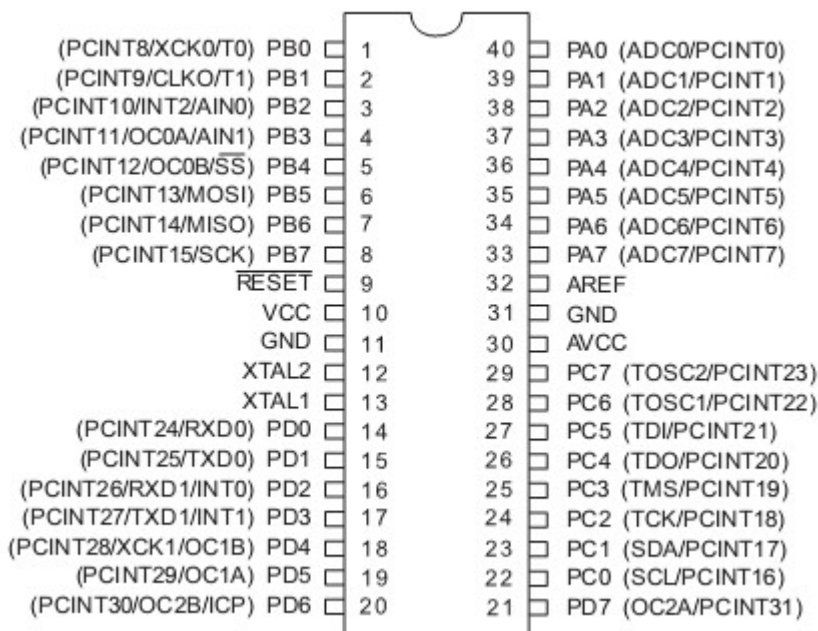 (PCINT8/XCK0/T0) PB0 1 40 PA0 (ADC0/PCINT0)
(PCINT9/CLKO/T1) PB1 2 39 PA1 (ADC1/PCINT1)
(PCINT10/INT2/AIN0) PB2 3 38 PA2 (ADC2/PCINT2)
(PCINT11/OC0A/AIN1) PB3 4 37 PA3 (ADC3/PCINT3)
(PCINT12/OC0B/SS) PB4 5 36 PA4 (ADC4/PCINT4)
(PCINT13/MOSI) PB5 6 35 PA5 (ADC5/PCINT5)
(PCINT14/MISO) PB6 7 34 PA6 (ADC6/PCINT6)
(PCINT15/SCK) PB7 8 33 PA7 (ADC7/PCINT7)
RESET 9 32 AREF
VCC 10 31 GND
GND 11 30 AVCC
XTAL2 12 29 PC7 (TOSC2/PCINT23)
XTAL1 13 28 PC6 (TOSC1/PCINT22)
(PCINT24/RXD0) PD0 14 27 PC5 (TDI/PCINT21)
(PCINT25/TXD0) PD1 15 26 PC4 (TDO/PCINT20)
(PCINT26/RXD1/INT0) PD2 16 25 PC3 (TMS/PCINT19)
(PCINT27/TXD1/INT1) PD3 17 24 PC2 (TCK/PCINT18)
(PCINT28/XCK1/OC1B) PD4 18 23 PC1 (SDA/PCINT17)
(PCINT29/OC1A) PD5 19 22 PC0 (SCL/PCINT16)
(PCINT30/OC2B/ICP) PD6 20 21 PD7 (OC2A/PCINT31)